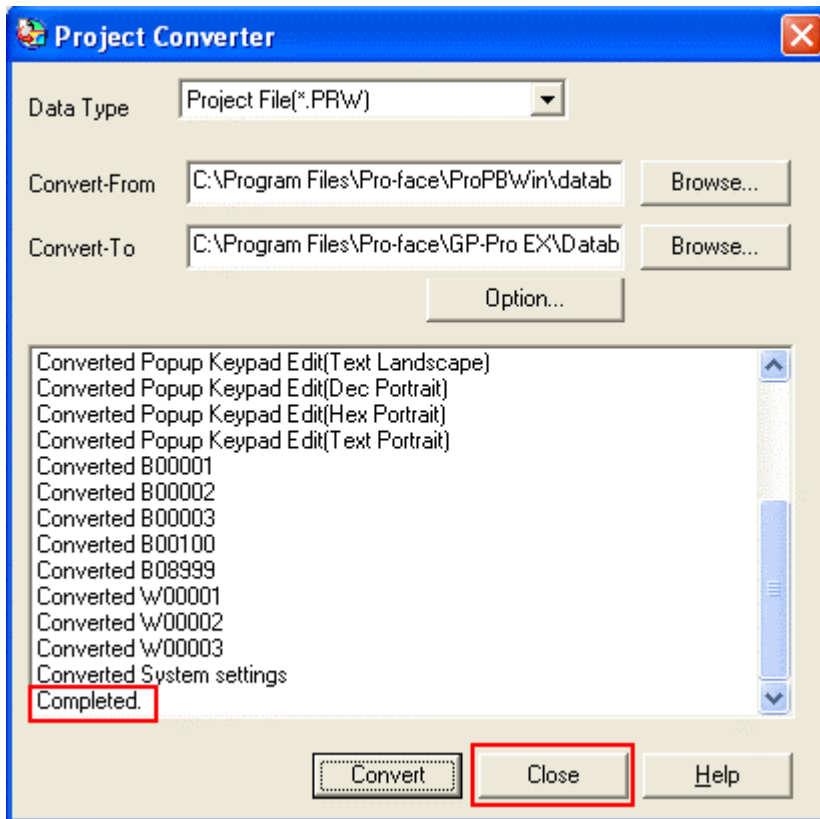 Project Converter
Data Type Project File(*.PRW)
Convert-From C:\Program Files\Pro-face\ProPBWin\datab Browse...
Convert-To C:\Program Files\Pro-face\GP-Pro EX\Datab Browse...
Option...
Converted Popup Keypad Edit(Text Landscape)
Converted Popup Keypad Edit(Dec Portrait)
Converted Popup Keypad Edit(Hex Portrait)
Converted Popup Keypad Edit(Text Portrait)
Converted B00001
Converted B00002
Converted B00003
Converted B00100
Converted B08999
Converted W00001
Converted W00002
Converted W00003
Converted System settings
Completed.
Convert Close Help